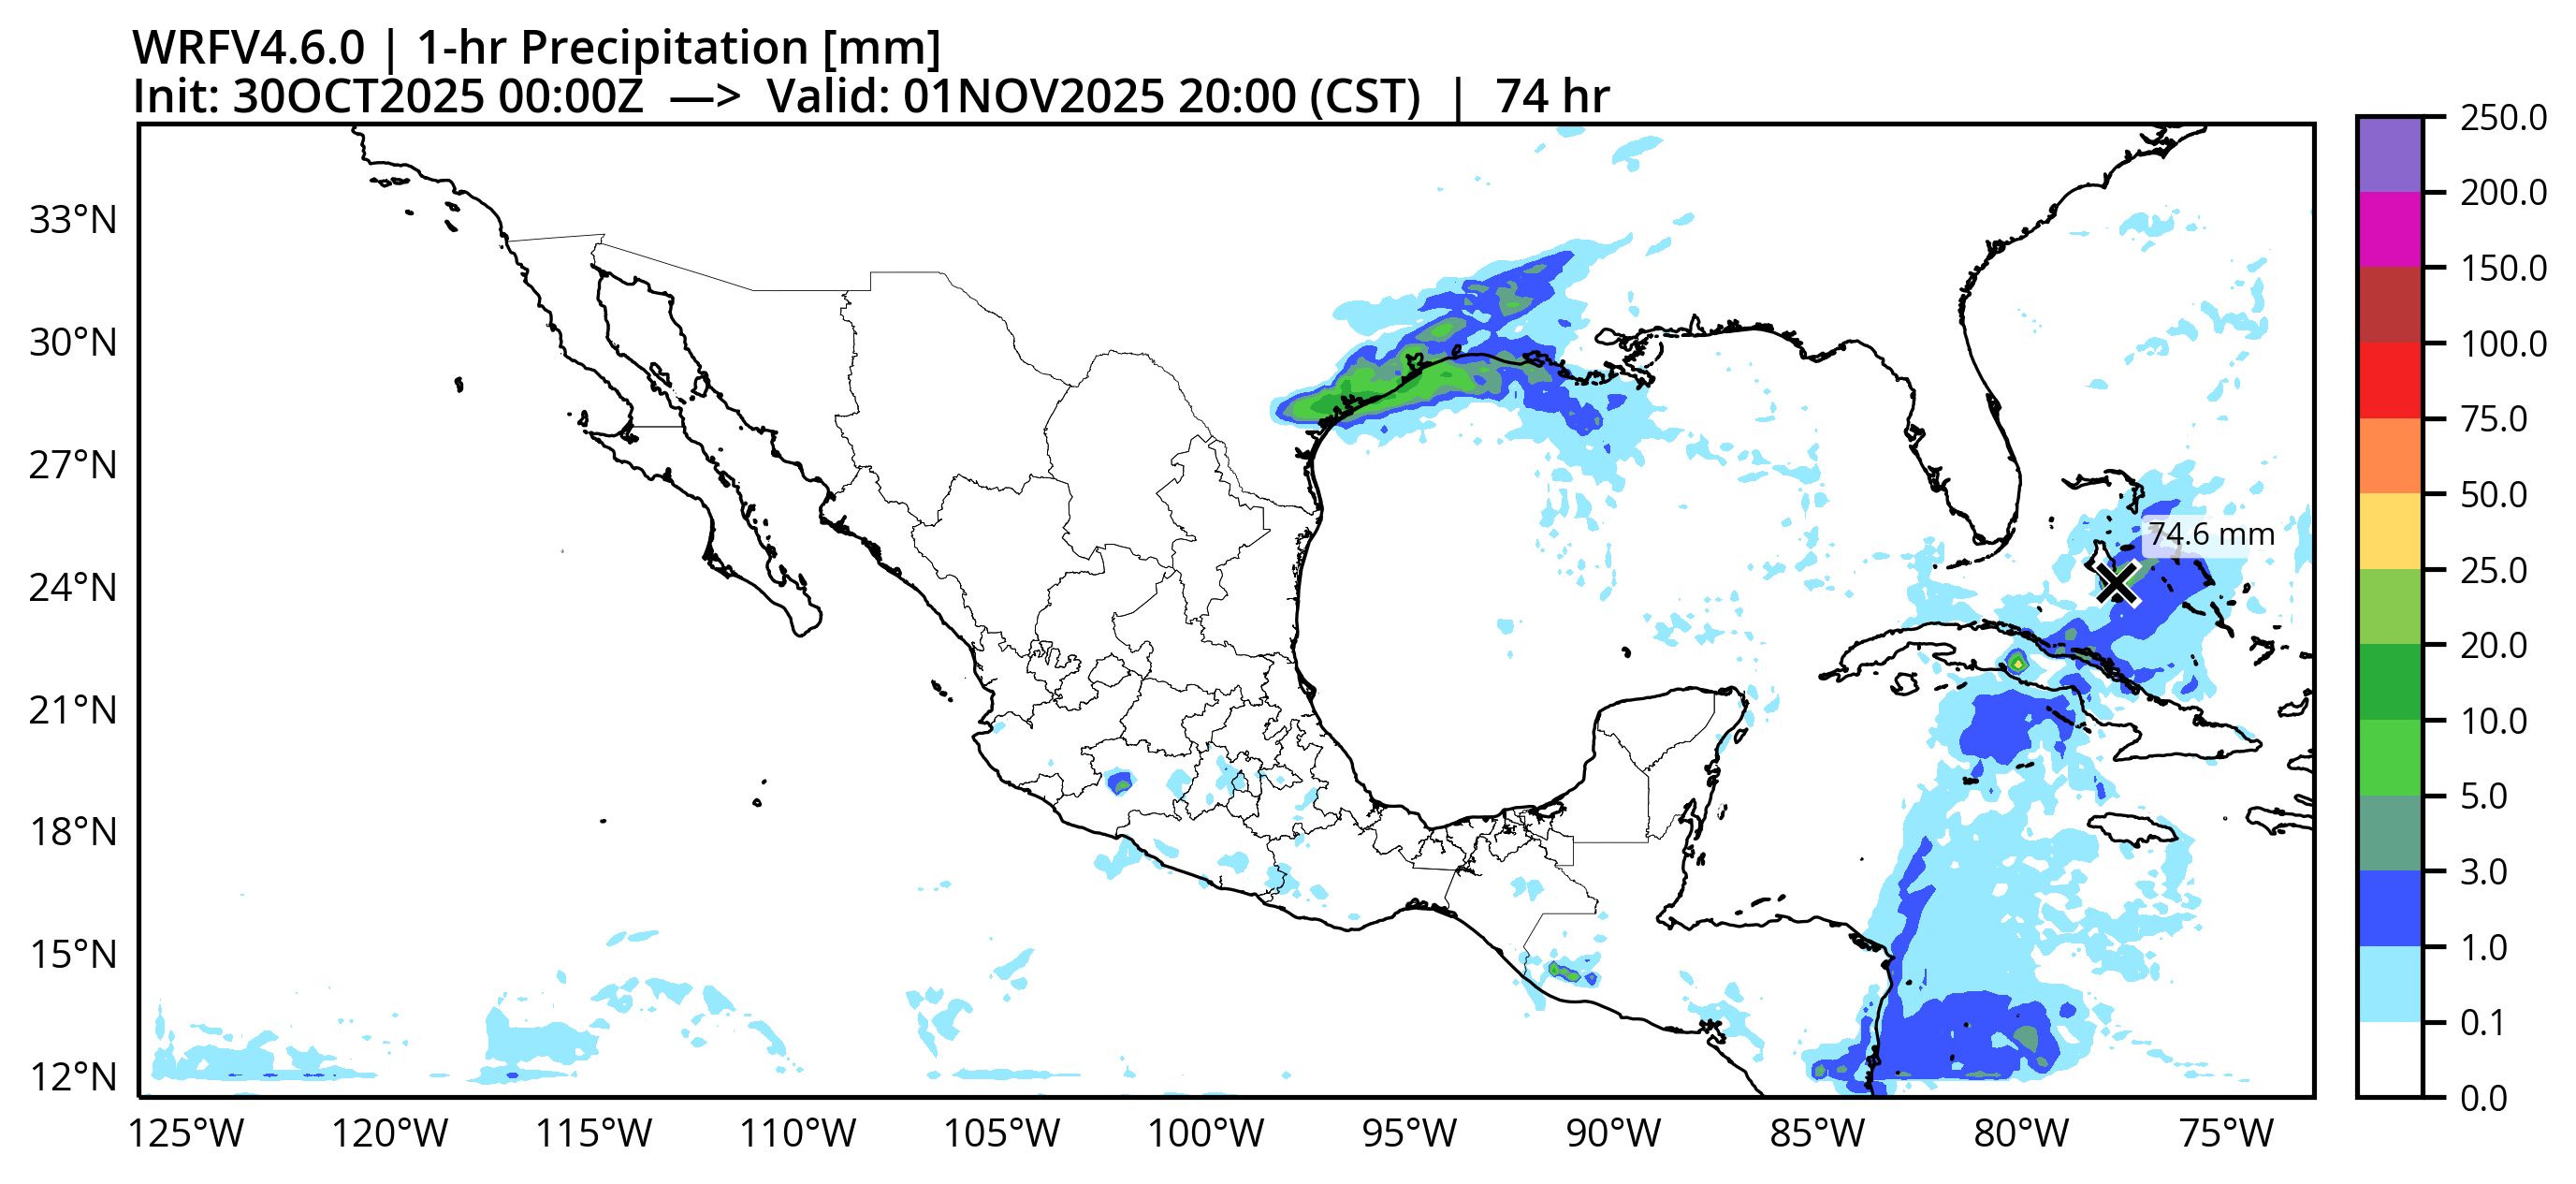 WRFV4.6.0 | 1-hr Precipitation [mm]
Init: 30OCT2025 00:00Z —> Valid: 01NOV2025 20:00 (CST) | 74 hr
33°N
30°N
27°N
24°N
21°N
18°N
15°N
12°N
125°W 120°W 115°W 110°W 105°W 100°W 95°W 90°W 85°W 80°W 75°W
74.6 mm
250.0
200.0
150.0
100.0
75.0
50.0
25.0
20.0
10.0
5.0
3.0
1.0
0.1
0.0